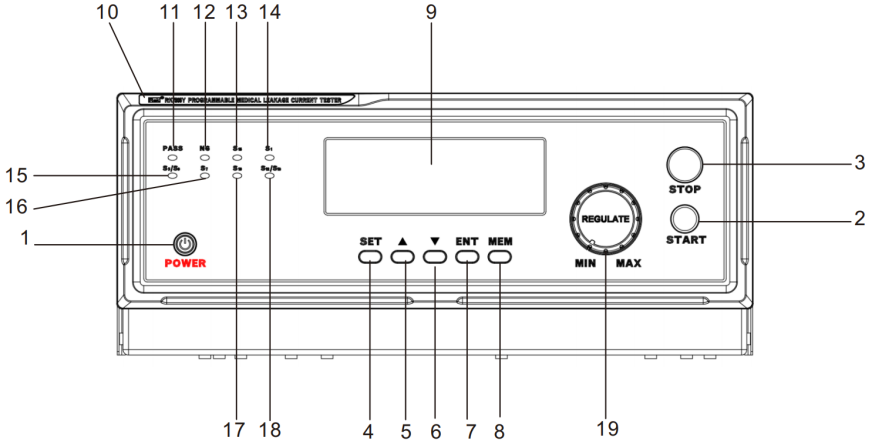 10 11 12 13 14 9
PROGRAMMABLE MEDICAL LEAKAGE CURRENT TESTER
PASS NG S₁
15 3
STOP
16
REGULATE 2
1 SET ▲ ▼ ENT MEM START
POWER MIN MAX
17 18 4 5 6 7 8 19